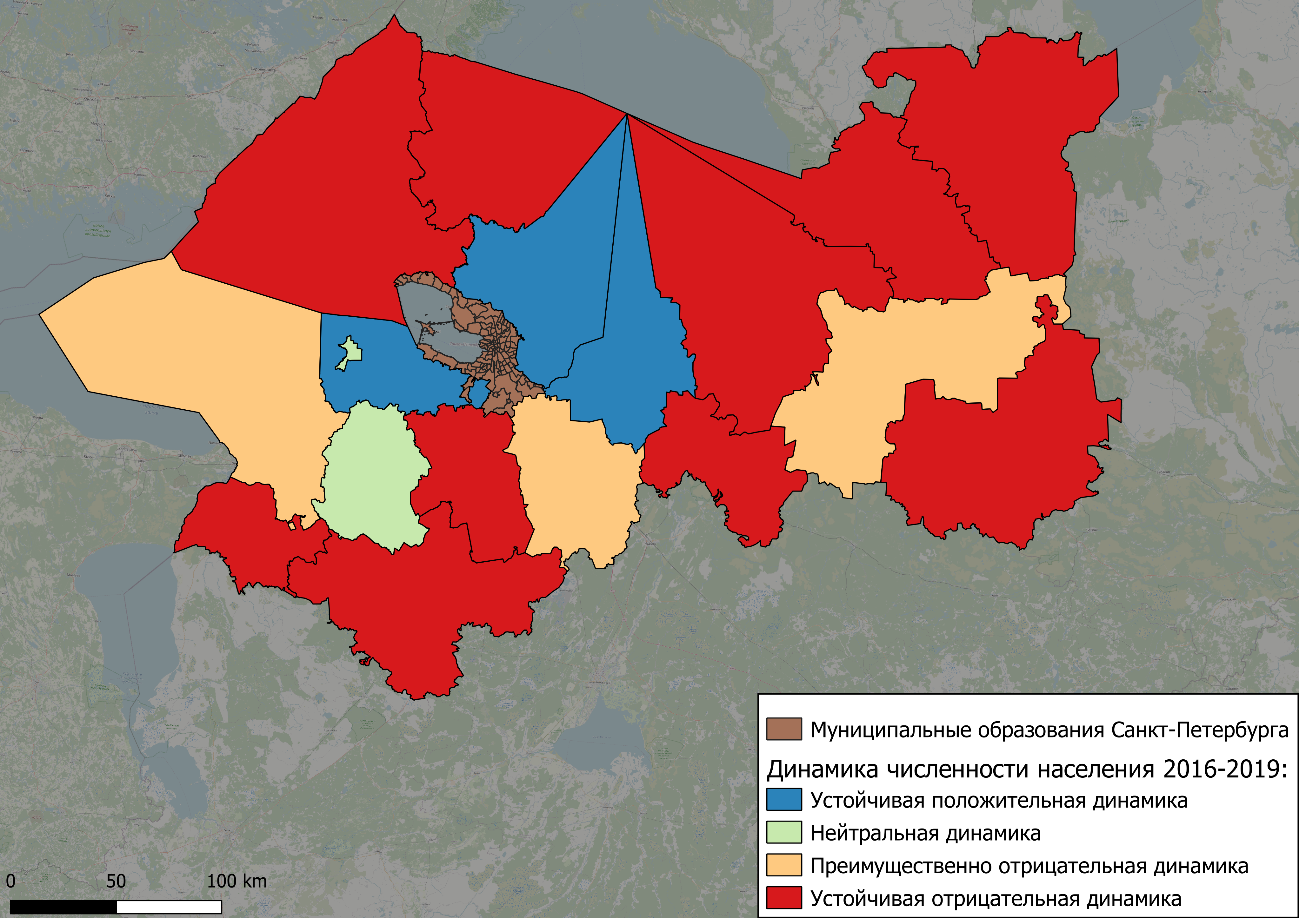 Муниципальные образования Санкт-Петербурга
Динамика численности населения 2016-2019:
Устойчивая положительная динамика
Нейтральная динамика
Преимущественно отрицательная динамика
Устойчивая отрицательная динамика
0 50 100 km